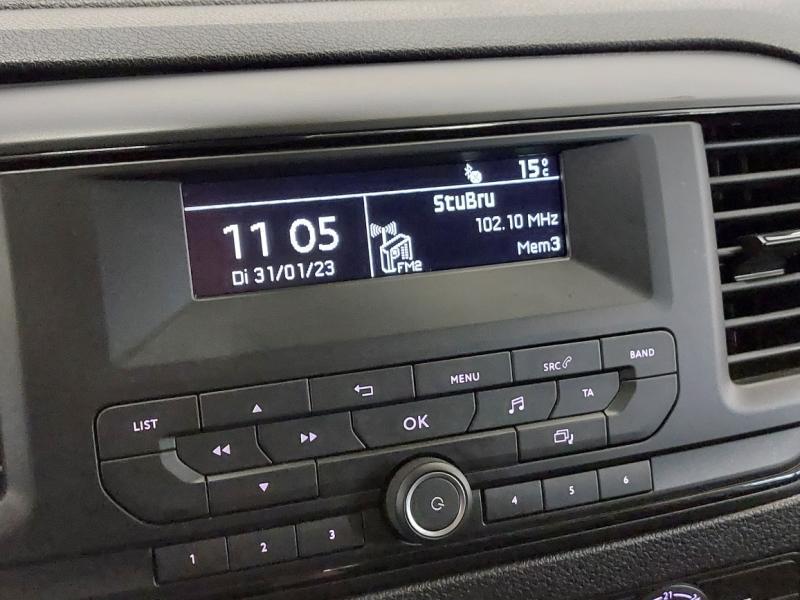 15°C
11 05
Di 31/01/23
StuBru
102.10 MHz
FM2
Mem3
LIST
MENU
SRC
BAND
OK
TA
1
2
3
4
5
6
21